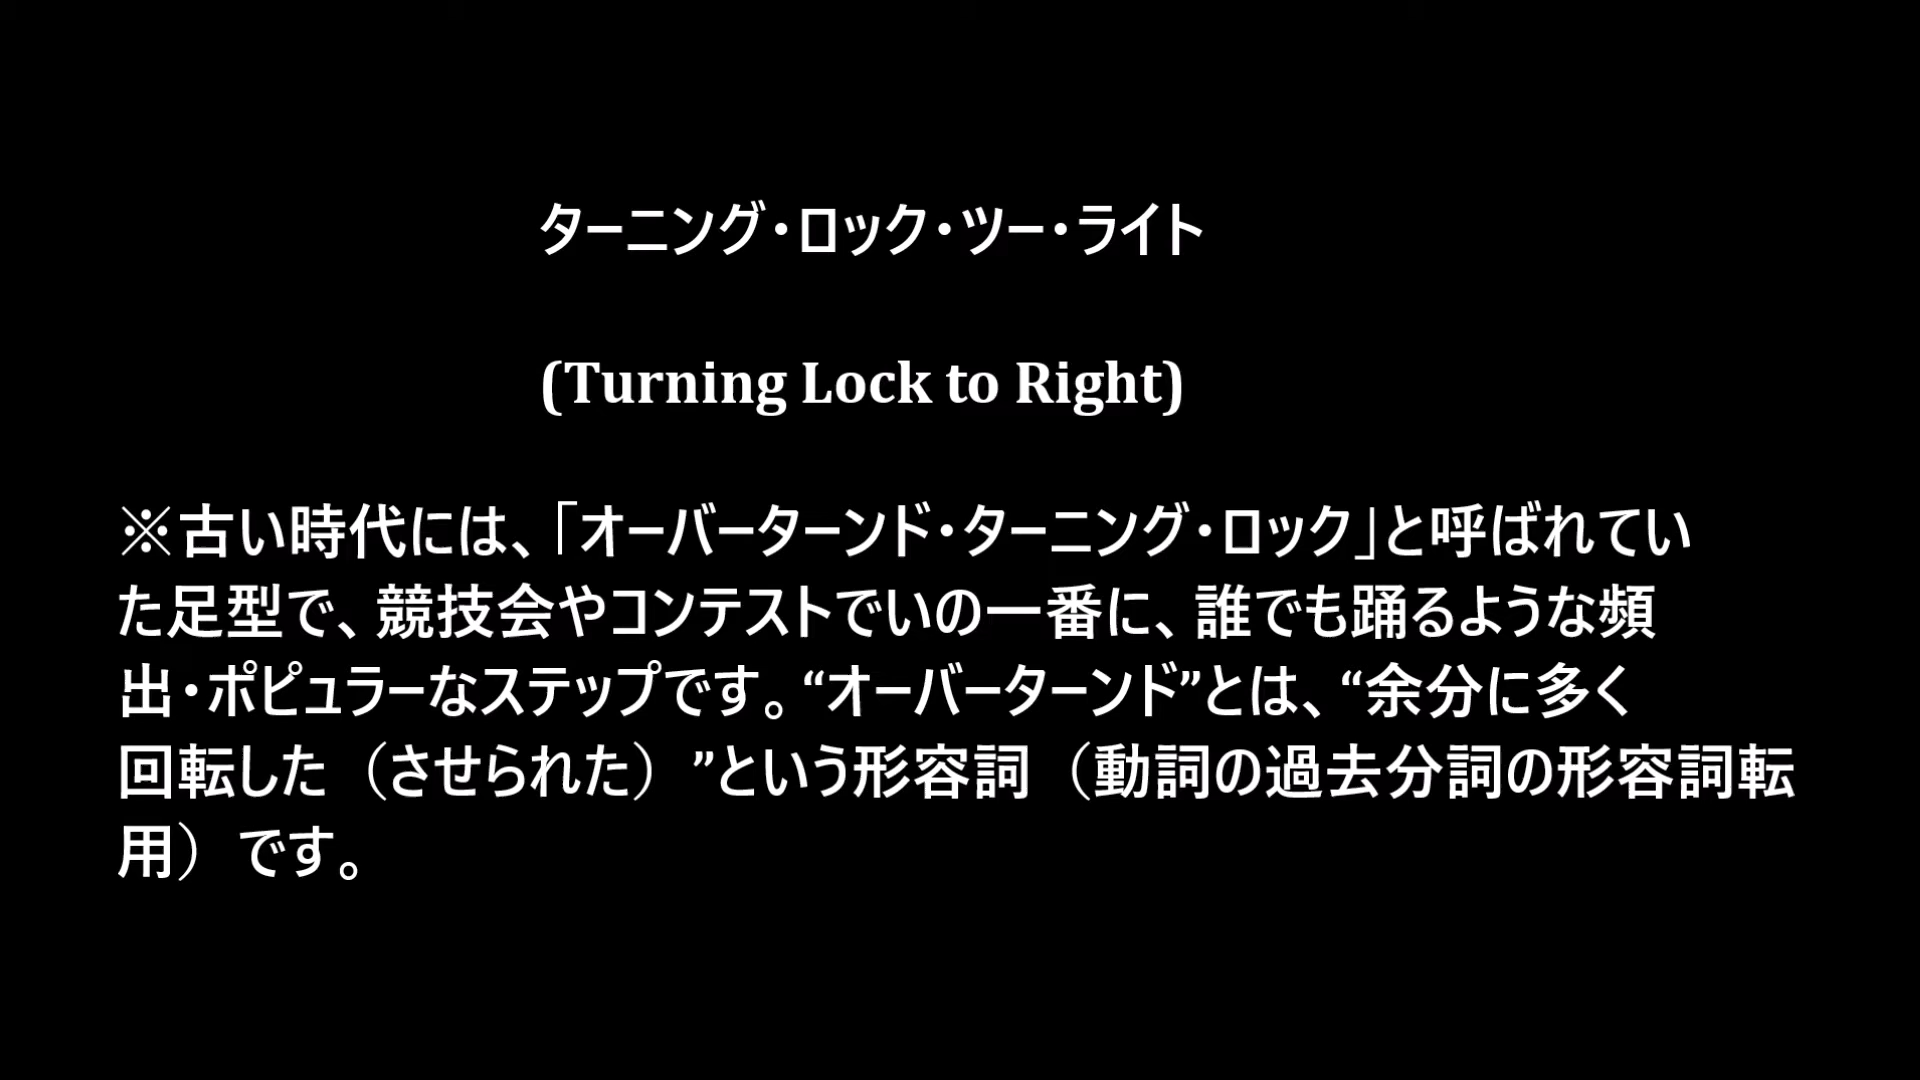 ターニング・ロック・ツー・ライト
(Turning Lock to Right)
※古い時代には、「オーバーターンド・ターニング・ロック」と呼ばれてい
た足型で、競技会やコンテストでいの一番に、誰でも踊るような頻
出・ポピュラーなステップです。“オーバーターンド”とは、“余分に多く
回転した（させられた）”という形容詞（動詞の過去分詞の形容詞転
用）です。